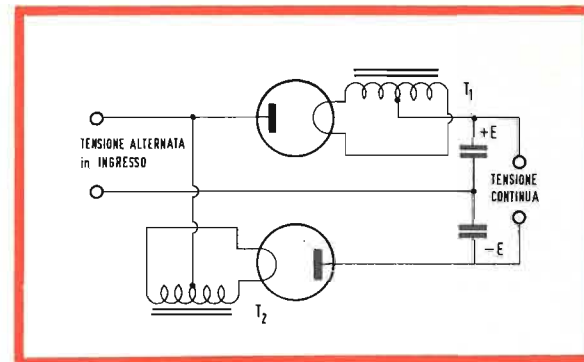 TENSIONE ALTERNATA
in INGRESSO
T1
+E
TENSIONE
CONTINUA
-E
T2